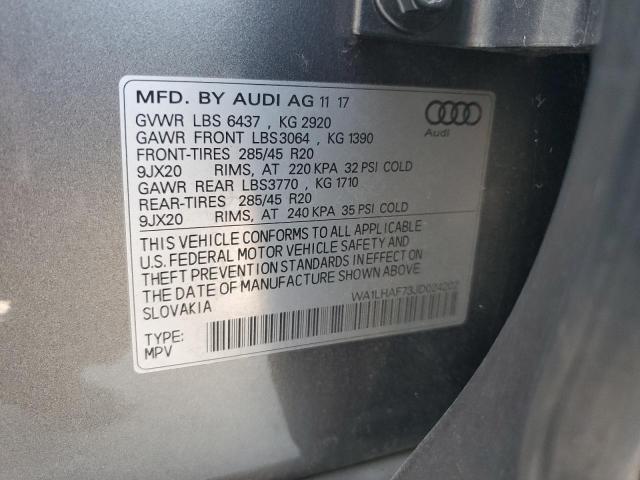 MFD. BY AUDI AG 11 17
GVWR LBS 6437 , KG 2920
GAWR FRONT LBS3064 , KG 1390
FRONT-TIRES 285/45 R20
9JX20 RIMS, AT 220 KPA 32 PSI COLD
GAWR REAR LBS3770 , KG 1710
REAR-TIRES 285/45 R20
9JX20 RIMS, AT 240 KPA 35 PSI COLD
Audi
THIS VEHICLE CONFORMS TO ALL APPLICABLE
U.S. FEDERAL MOTOR VEHICLE SAFETY AND
THEFT PREVENTION STANDARDS IN EFFECT ON
THE DATE OF MANUFACTURE SHOWN ABOVE.
SLOVAKIA
WA1LHAF73JD024202
TYPE:
MPV